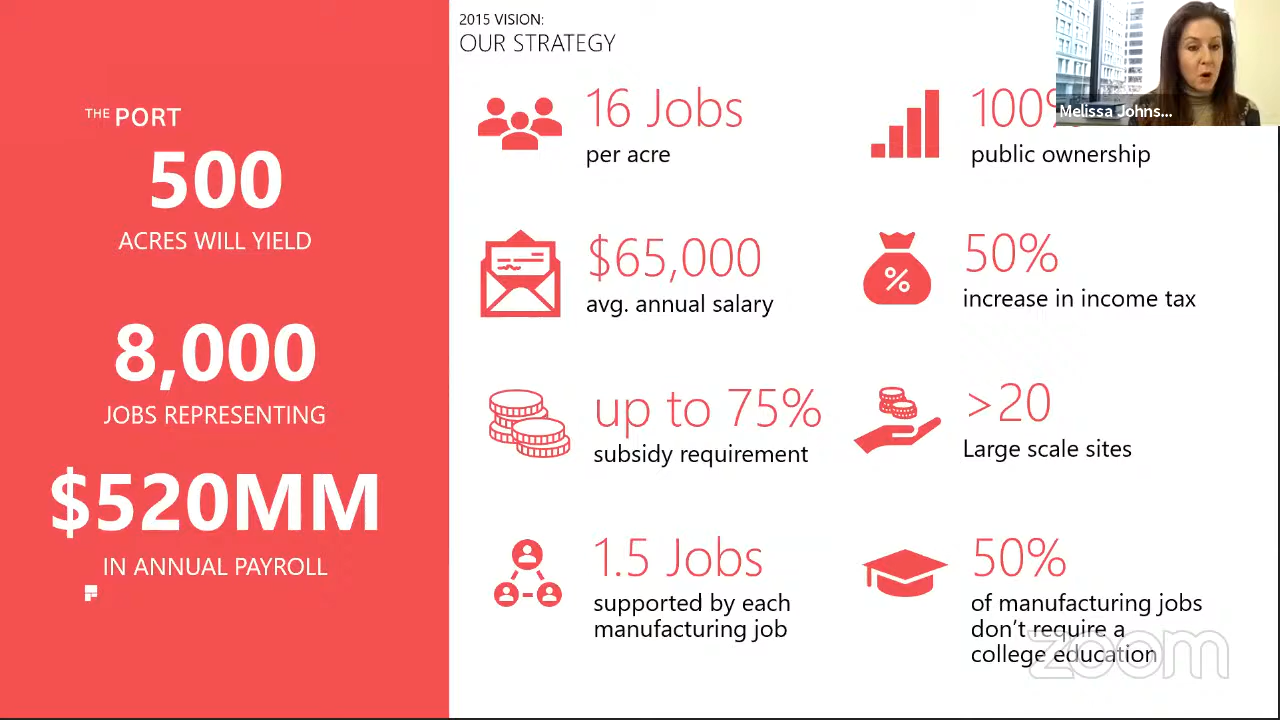 2015 VISION:
OUR STRATEGY
THE PORT
500
ACRES WILL YIELD
8,000
JOBS REPRESENTING
$520MM
IN ANNUAL PAYROLL
16 Jobs
per acre
100%
public ownership
$65,000
avg. annual salary
50%
increase in income tax
up to 75%
subsidy requirement
>20
Large scale sites
1.5 Jobs
supported by each
manufacturing job
50%
of manufacturing jobs
don't require a
college education
Melissa Johns...
zoom